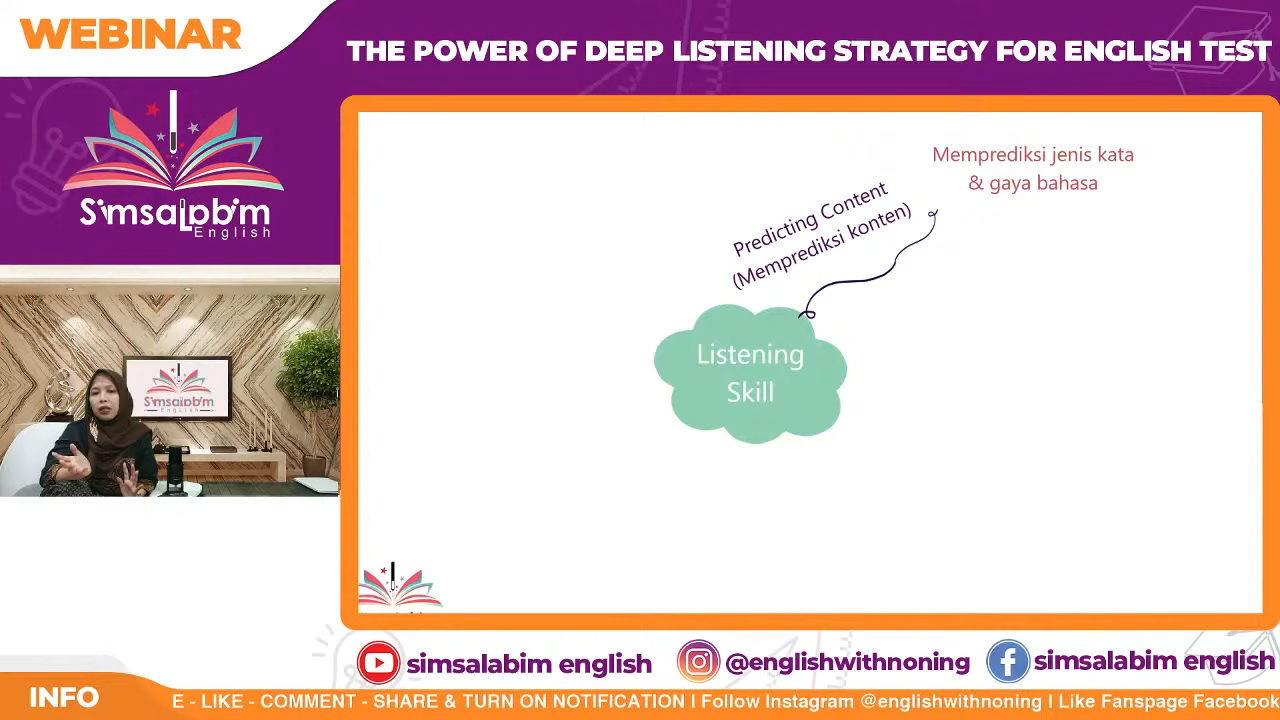 WEBINAR
THE POWER OF DEEP LISTENING STRATEGY FOR ENGLISH TEST
Simsalabim
English
Memprediksi jenis kata
& gaya bahasa
Predicting Content
(Memprediksi konten)
Listening
Skill
Simsalabim
English
simsalabim english
@englishwithnoning
simsalabim english
INFO
E - LIKE - COMMENT - SHARE & TURN ON NOTIFICATION I Follow Instagram @englishwithnoning I Like Fanspage Facebook